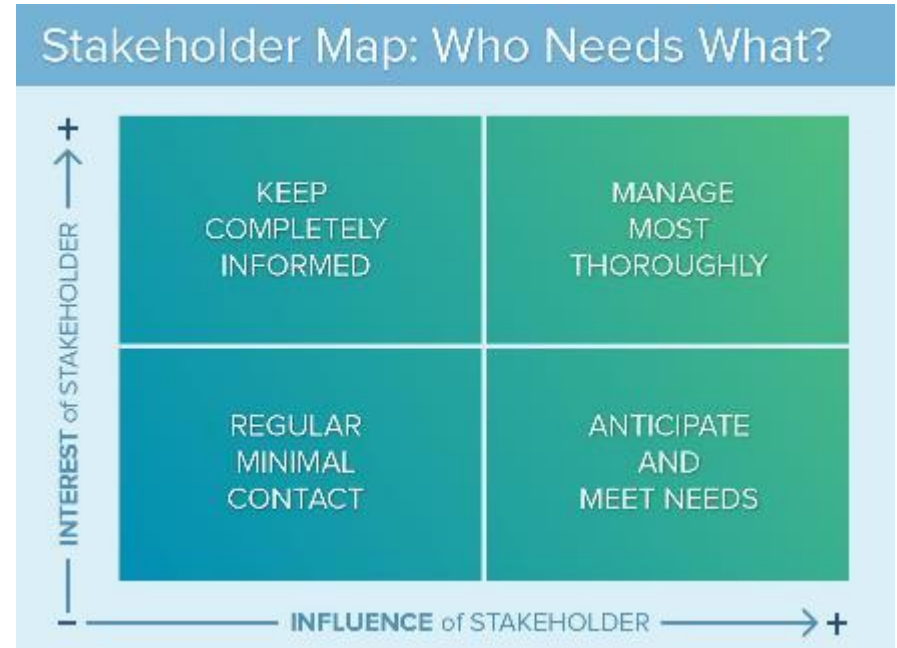 Stakeholder Map: Who Needs What?
+
INTEREST of STAKEHOLDER
KEEP
COMPLETELY
INFORMED
MANAGE
MOST
THOROUGHLY
REGULAR
MINIMAL
CONTACT
ANTICIPATE
AND
MEET NEEDS
–
INFLUENCE of STAKEHOLDER
+